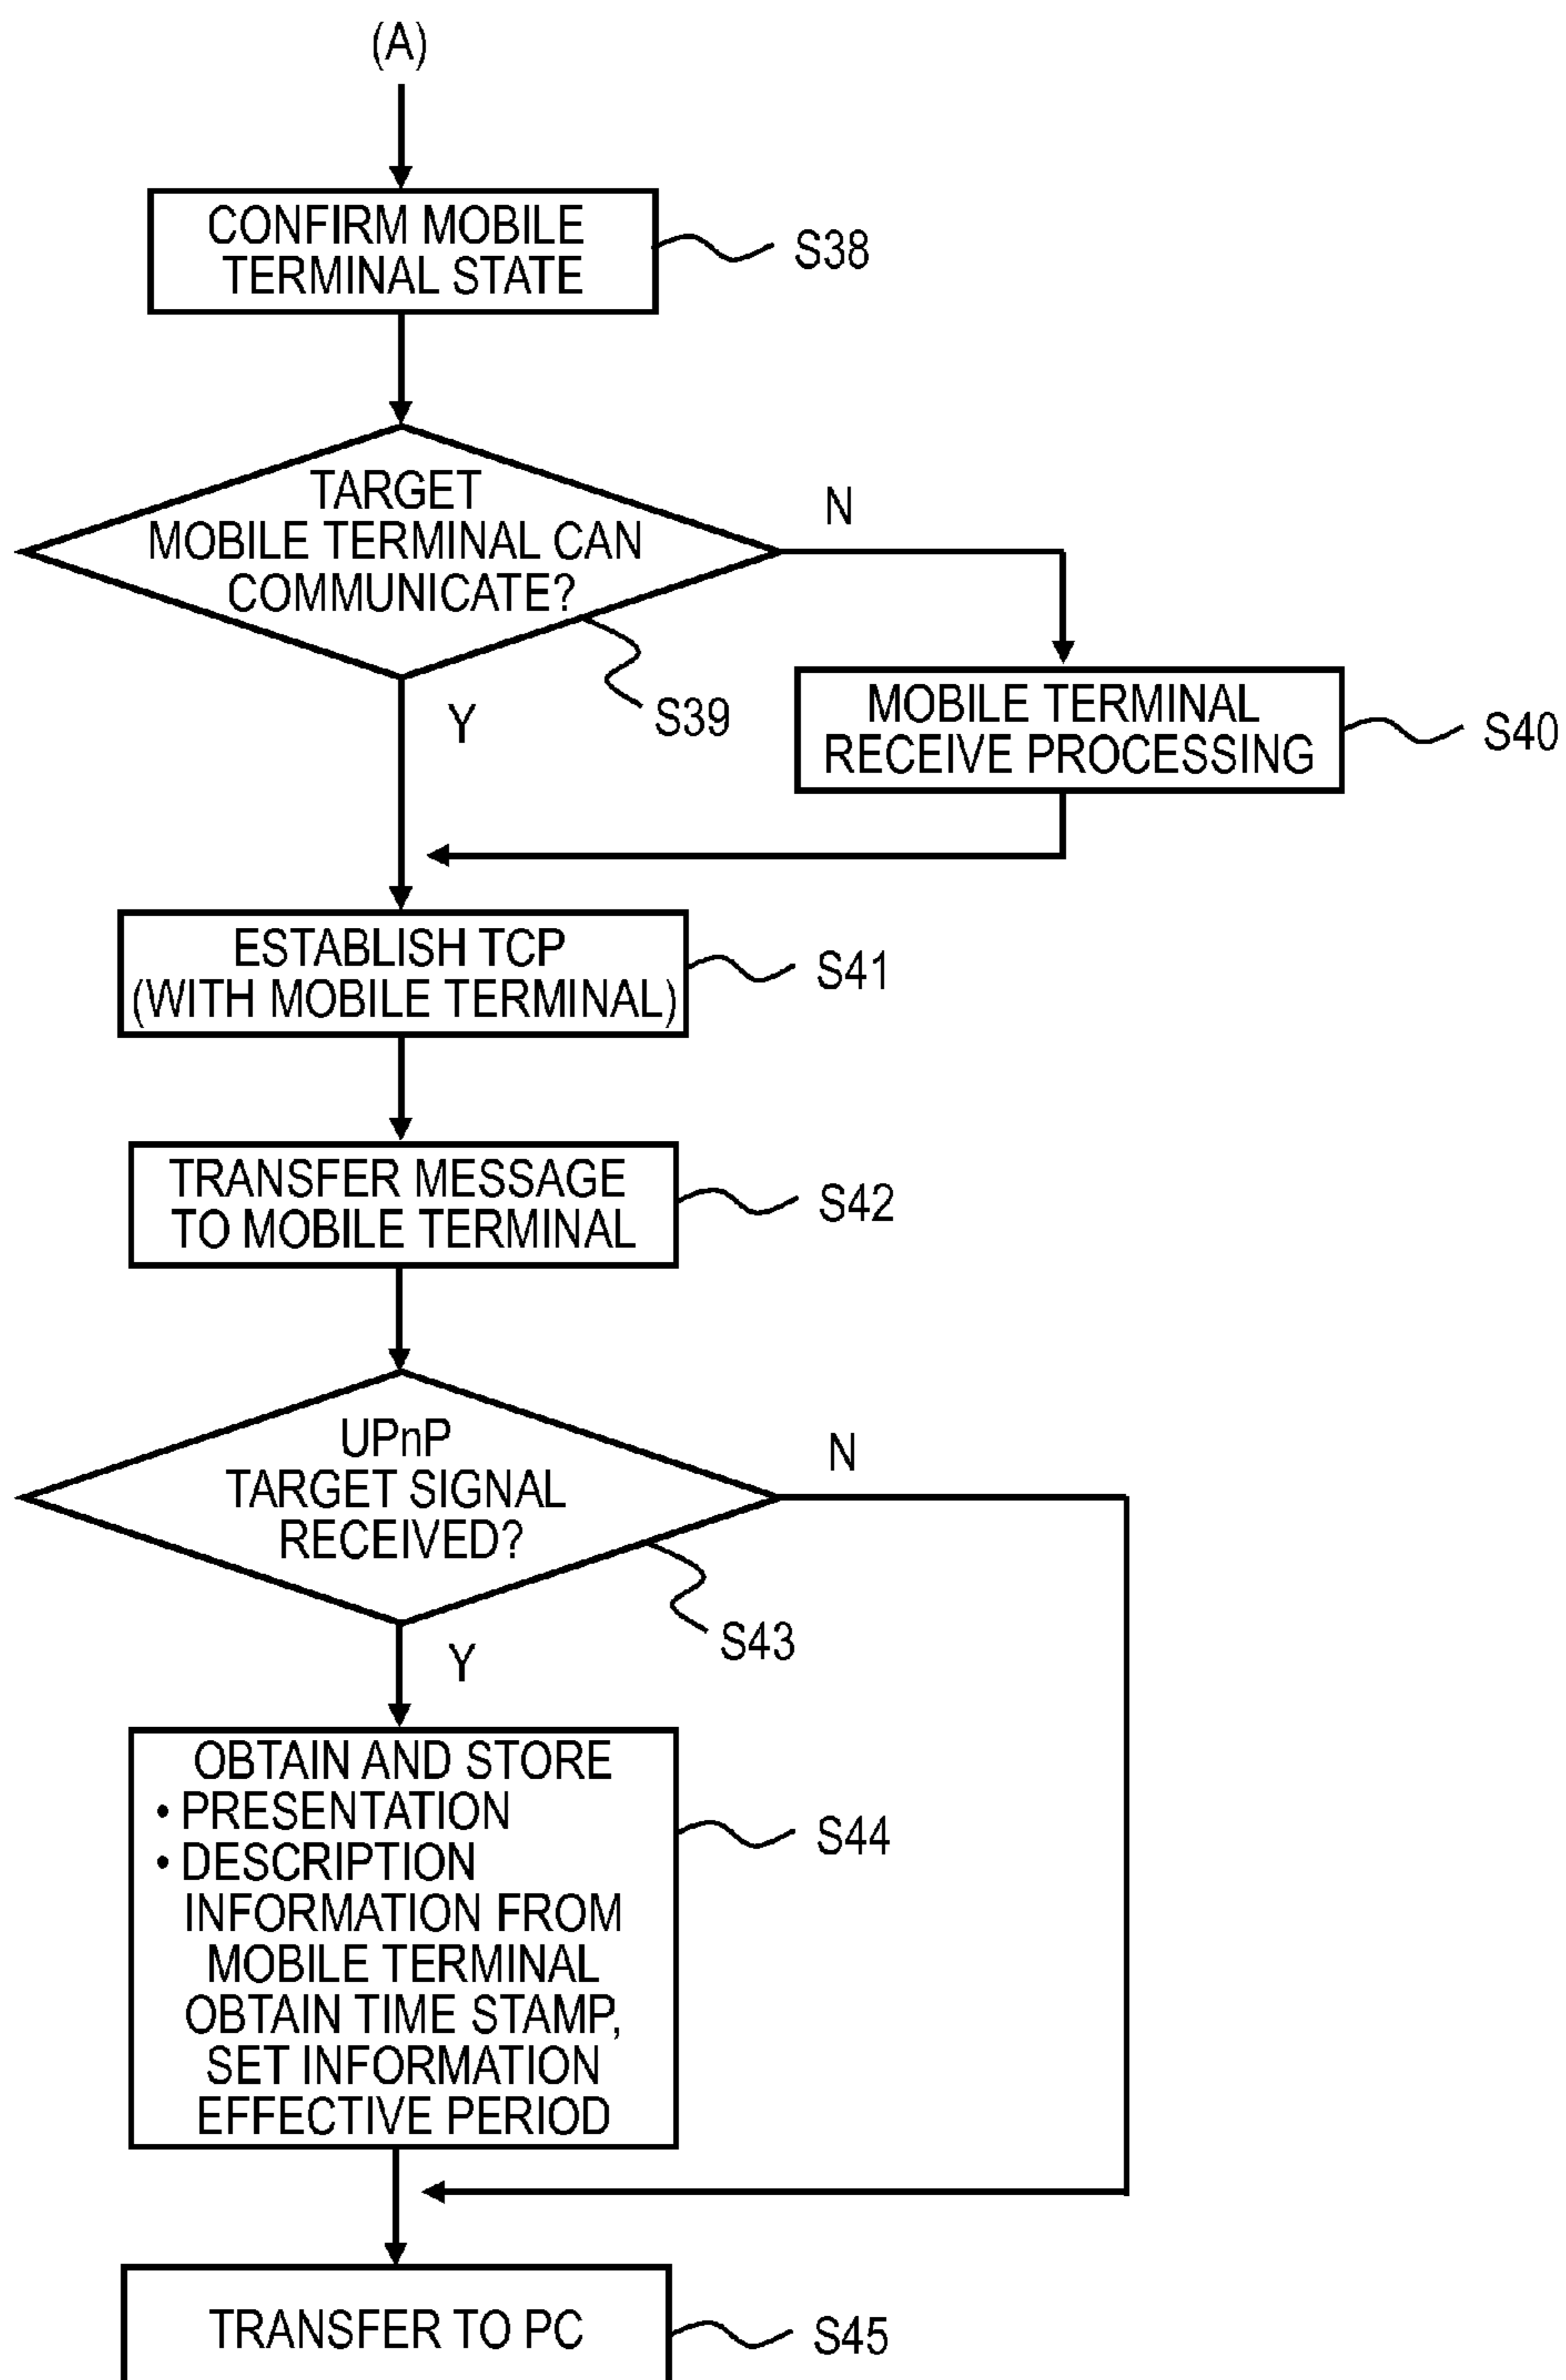 (A)
CONFIRM MOBILE
TERMINAL STATE
S38
TARGET
MOBILE TERMINAL CAN
COMMUNICATE?
N
S39
Y
MOBILE TERMINAL
RECEIVE PROCESSING
S40
ESTABLISH TCP
(WITH MOBILE TERMINAL)
S41
TRANSFER MESSAGE
TO MOBILE TERMINAL
S42
UPnP
TARGET SIGNAL
RECEIVED?
N
S43
Y
OBTAIN AND STORE
• PRESENTATION
• DESCRIPTION
INFORMATION FROM
MOBILE TERMINAL
OBTAIN TIME STAMP,
SET INFORMATION
EFFECTIVE PERIOD
S44
TRANSFER TO PC
S45